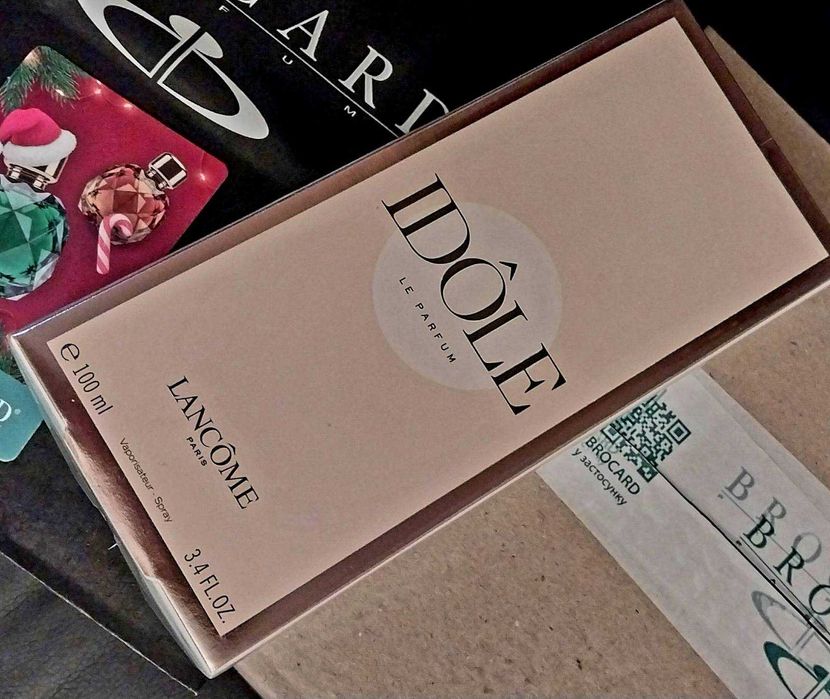 IDÔLE
LE PARFUM
LANCÔME
PARIS
Vaporisateur - Spray
e 100 ml
3.4 FL.OZ.
BROCARD
у застосунку